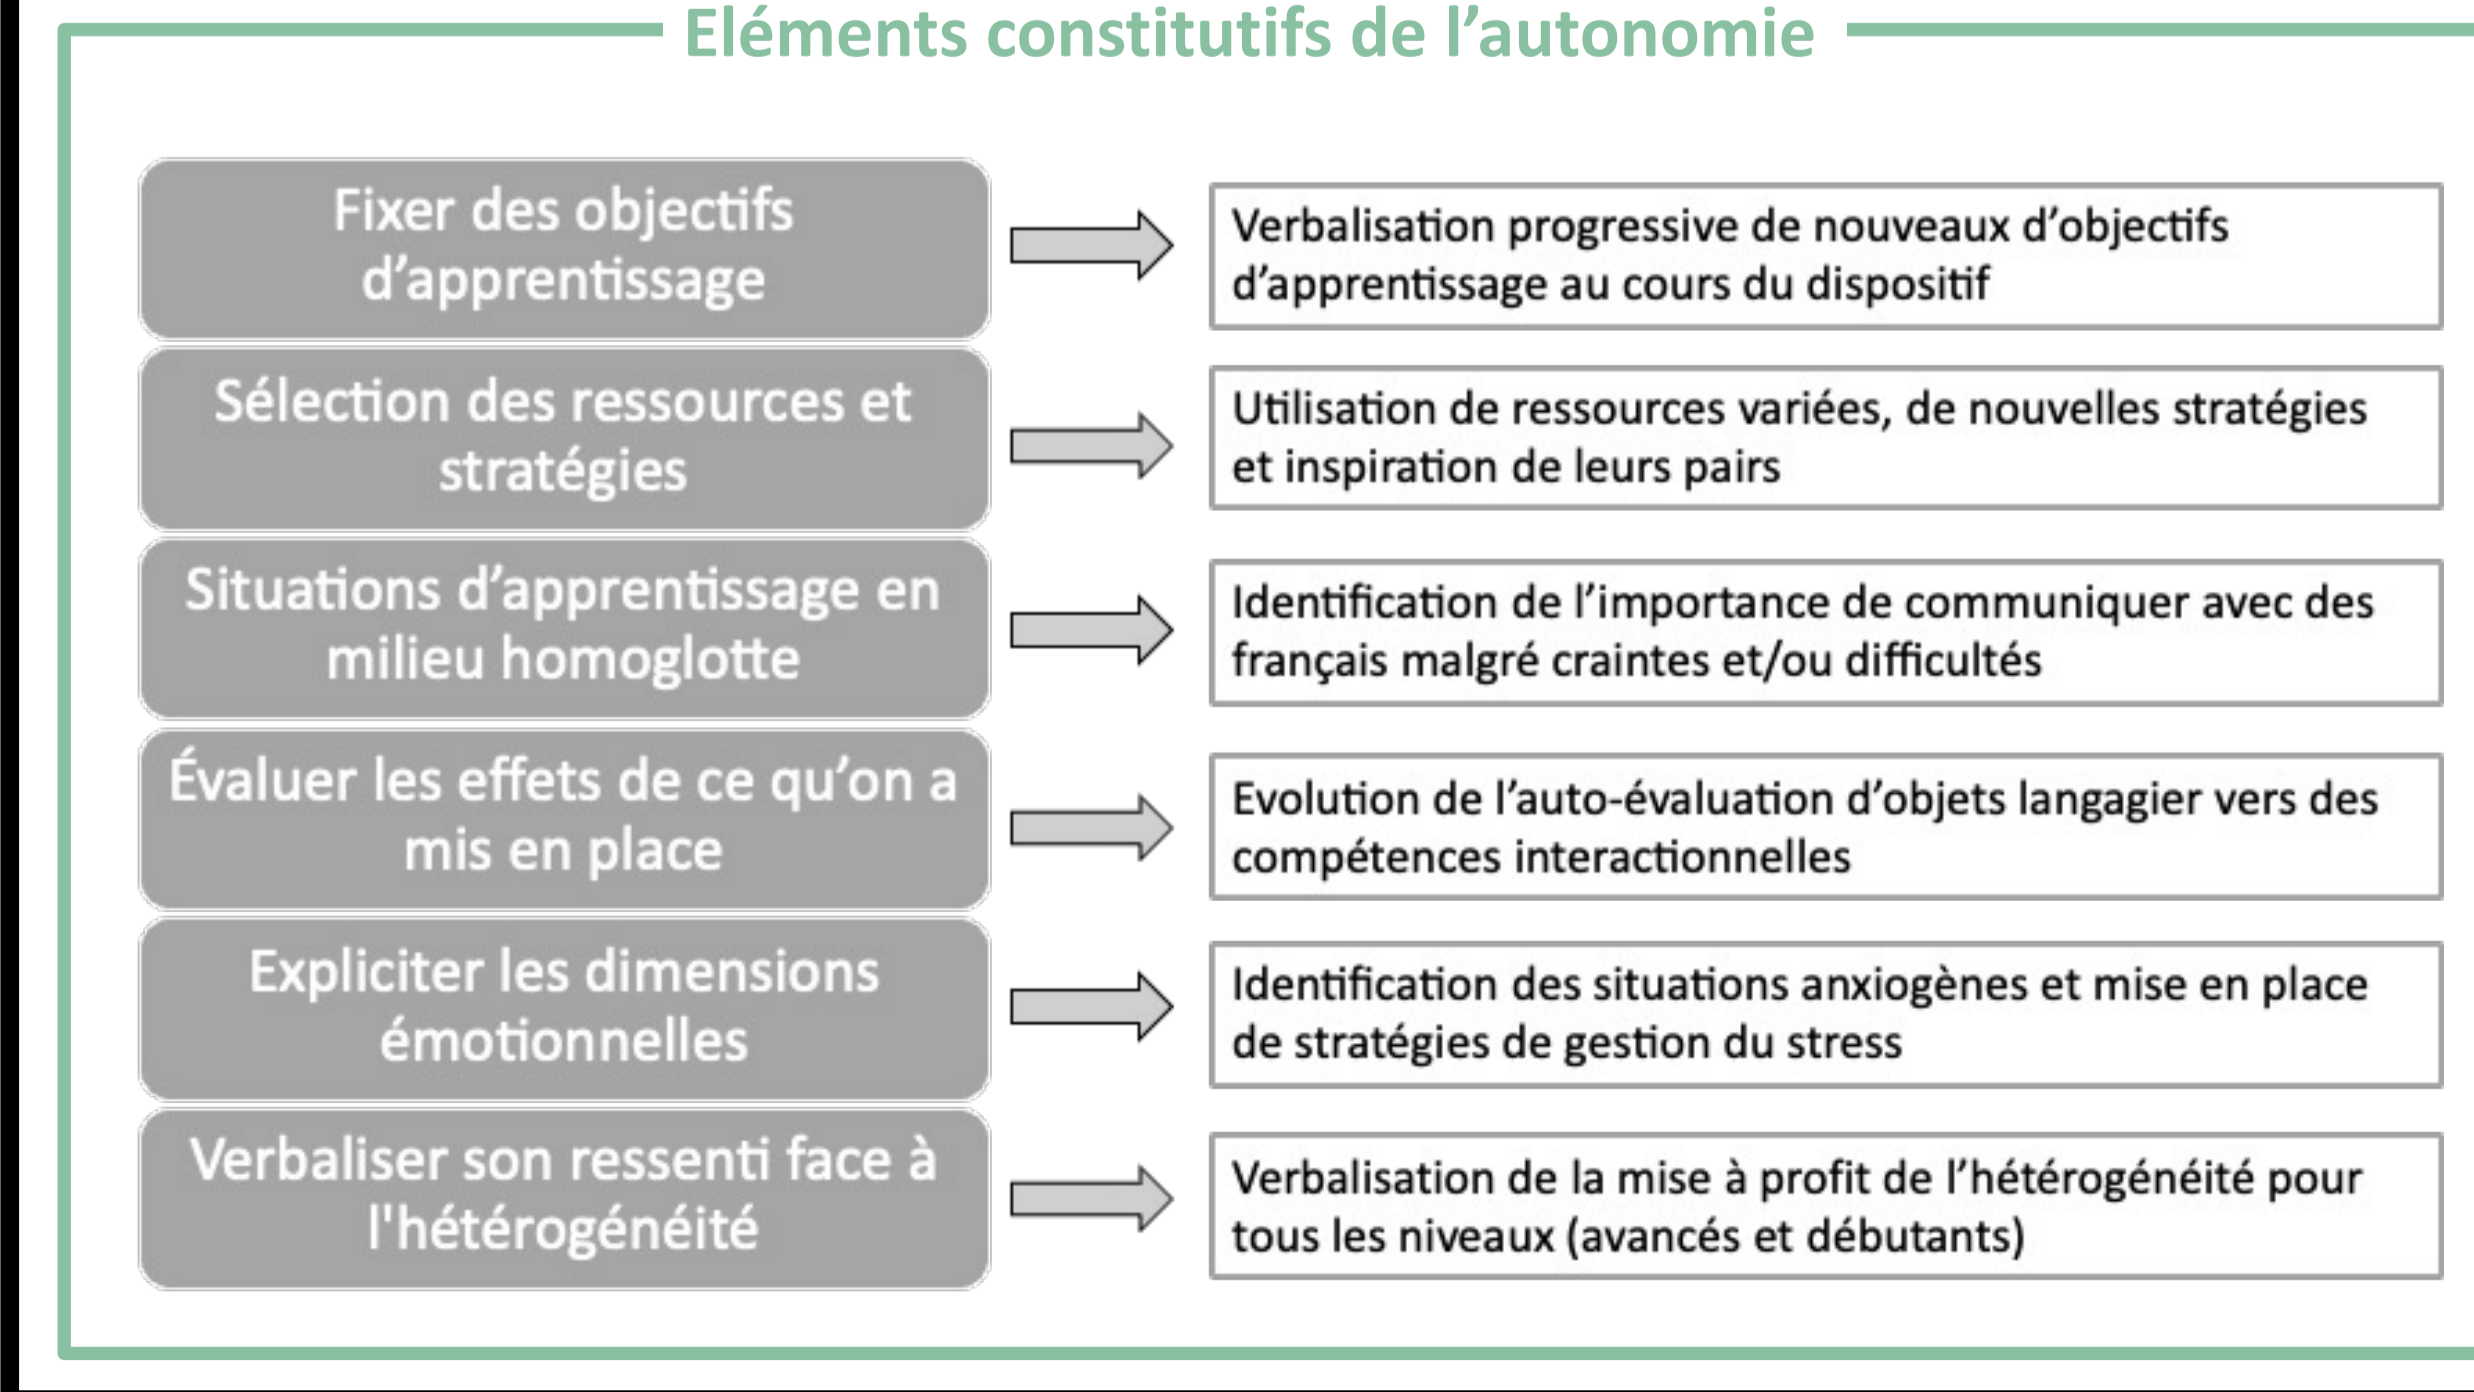 Eléments constitutifs de l’autonomie
Fixer des objectifs
d’apprentissage
Verbalisation progressive de nouveaux d’objectifs
d’apprentissage au cours du dispositif
Sélection des ressources et
stratégies
Utilisation de ressources variées, de nouvelles stratégies
et inspiration de leurs pairs
Situations d’apprentissage en
milieu homoglotte
Identification de l’importance de communiquer avec des
français malgré craintes et/ou difficultés
Évaluer les effets de ce qu’on a
mis en place
Evolution de l’auto-évaluation d’objets langagier vers des
compétences interactionnelles
Expliciter les dimensions
émotionnelles
Identification des situations anxiogènes et mise en place
de stratégies de gestion du stress
Verbaliser son ressenti face à
l'hétérogénéité
Verbalisation de la mise à profit de l’hétérogénéité pour
tous les niveaux (avancés et débutants)